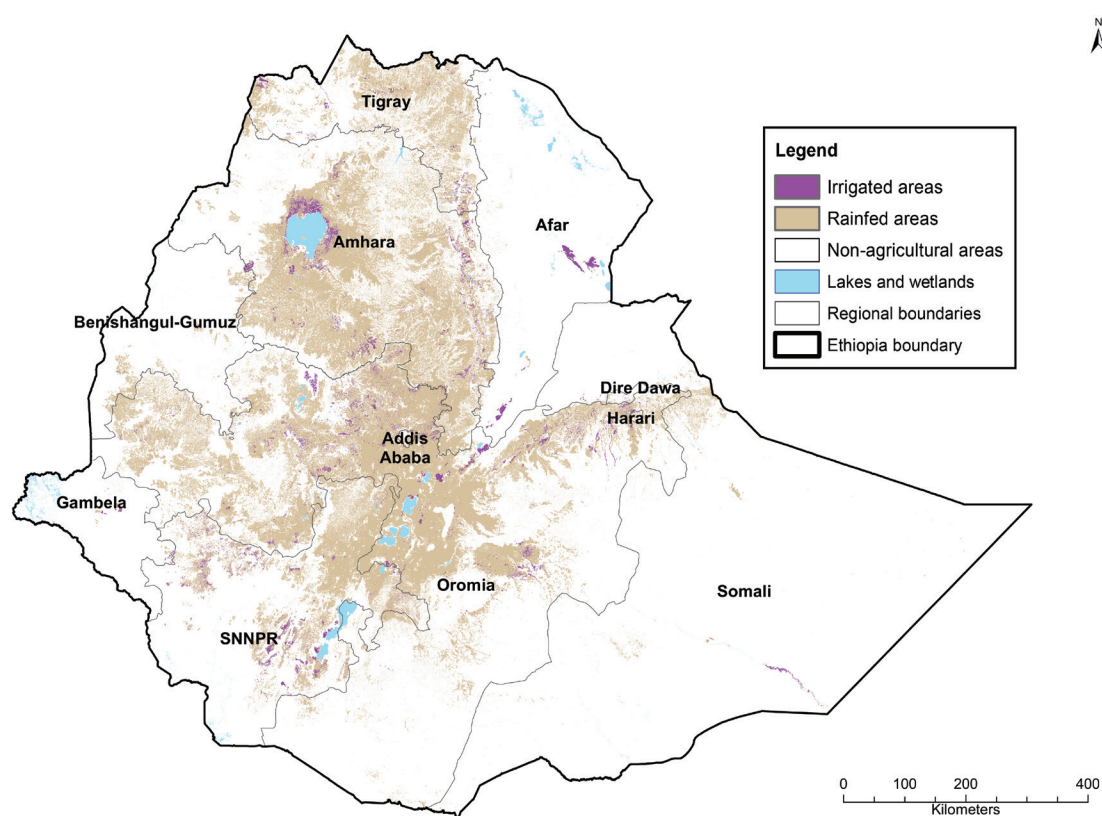 N
Tigray
Afar
Amhara
Benishangul-Gumuz
Dire Dawa
Harari
Addis
Ababa
Gambela
Oromia
Somali
SNNPR
Legend
Irrigated areas
Rainfed areas
Non-agricultural areas
Lakes and wetlands
Regional boundaries
Ethiopia boundary
0 100 200 400
Kilometers